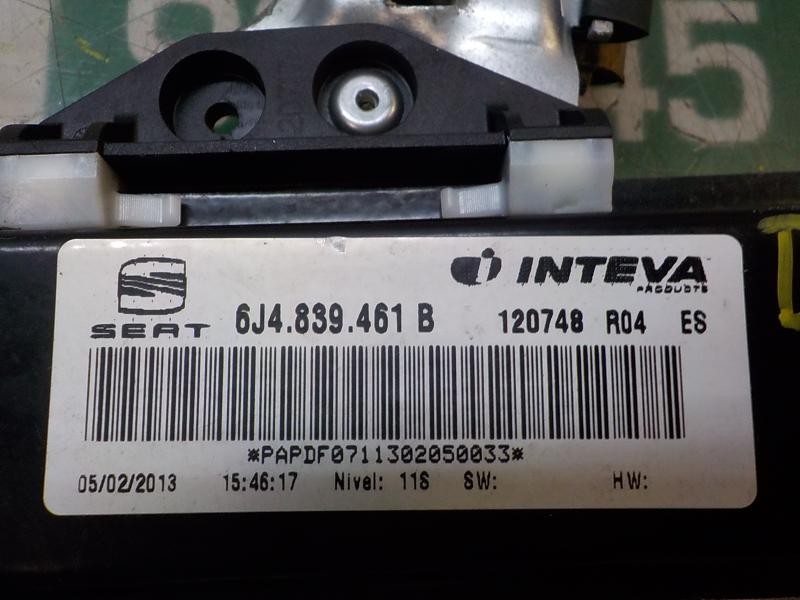 45
SEAT
6J4.839.461 B
INTEVA
PRODUCTS
120748 R04 ES
*PAPDF0711302050033*
05/02/2013 15:46:17 Nivel: 11S SW: HW: